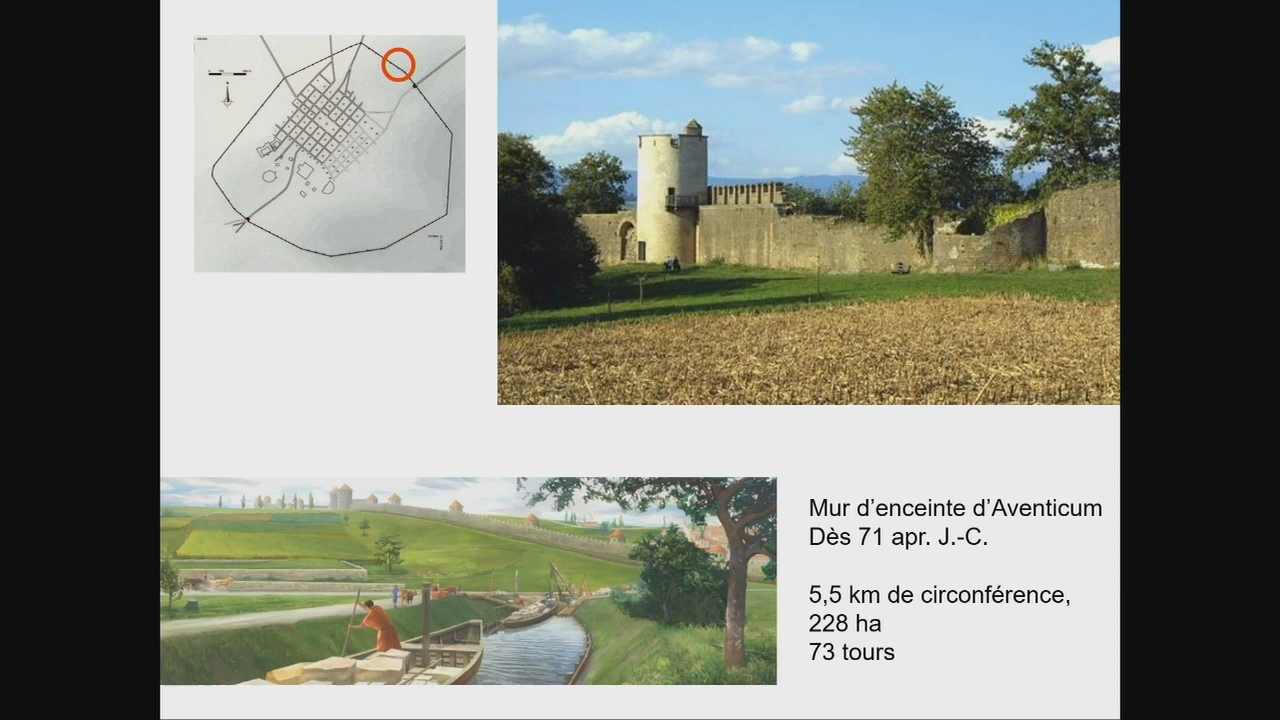 Mur d’enceinte d’Aventicum
Dès 71 apr. J.-C.
5,5 km de circonférence,
228 ha
73 tours